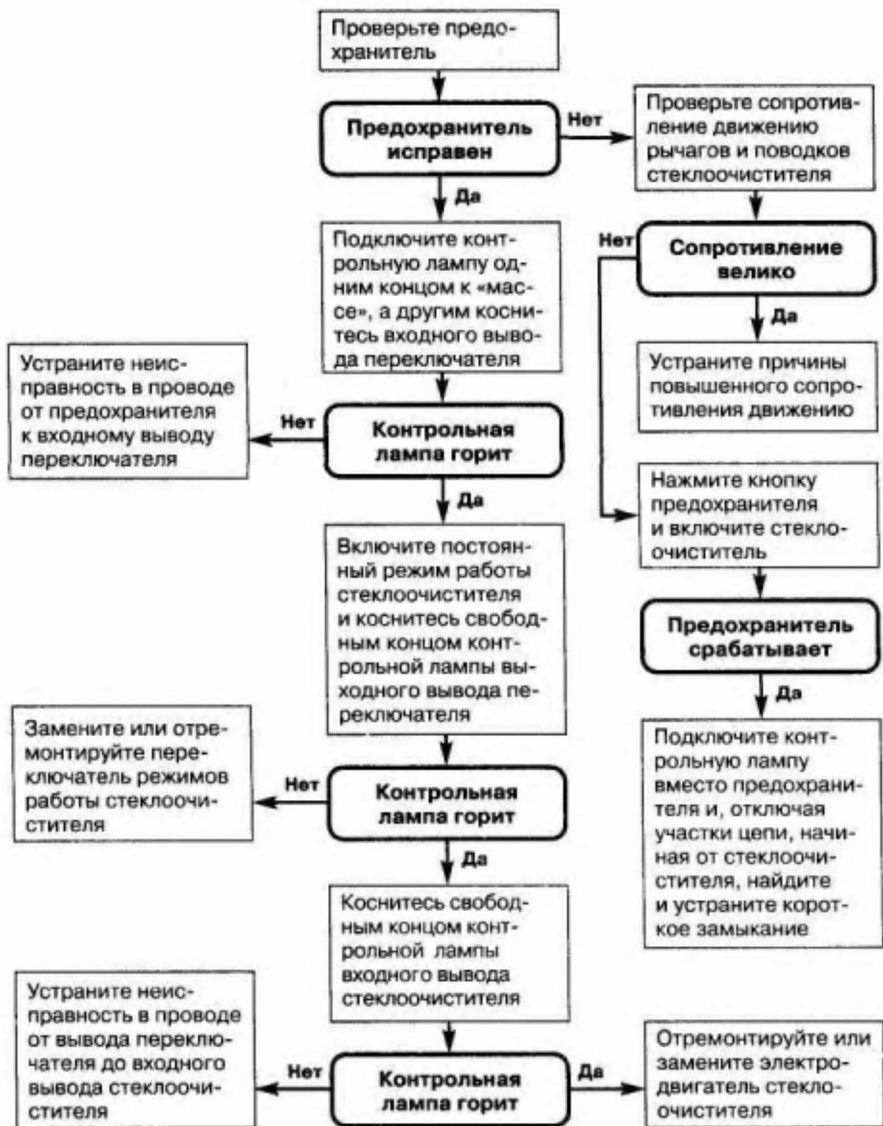 Проверьте предо-
хранитель
Предохранитель
исправен
Нет
Проверьте сопротив-
ление движению
рычагов и поводков
стеклоочистителя
Да
Подключите конт-
рольную лампу од-
ним концом к «мас-
се», а другим косни-
тесь входного выво-
да переключателя
Нет
Сопротивление
велико
Да
Устраните причины
повышенного сопро-
тивления движению
Устраните неис-
правность в проводе
от предохранителя
к входному выводу
переключателя
Нет
Контрольная
лампа горит
Да
Нажмите кнопку
предохранителя
и включите стекло-
очиститель
Включите постоян-
ный режим работы
стеклоочистителя
и коснитесь свобод-
ным концом конт-
рольной лампы вы-
ходного вывода пе-
реключателя
Предохранитель
срабатывает
Да
Подключите конт-
рольную лампу
вместо предохрани-
теля и, отключая
участки цепи, начи-
ная от стеклоочи-
стителя, найдите
и устраните корот-
кое замыкание
Замените или отре-
монтируйте пере-
ключатель режимов
работы стеклоочи-
стителя
Нет
Контрольная
лампа горит
Да
Коснитесь свобод-
ным концом конт-
рольной лампы
входного вывода
стеклоочистителя
Устраните неис-
правность в проводе
от вывода переклю-
чателя до входного
вывода стеклоочи-
стителя
Нет
Контрольная
лампа горит
Да
Отремонтируйте или
замените электро-
двигатель стекло-
очистителя